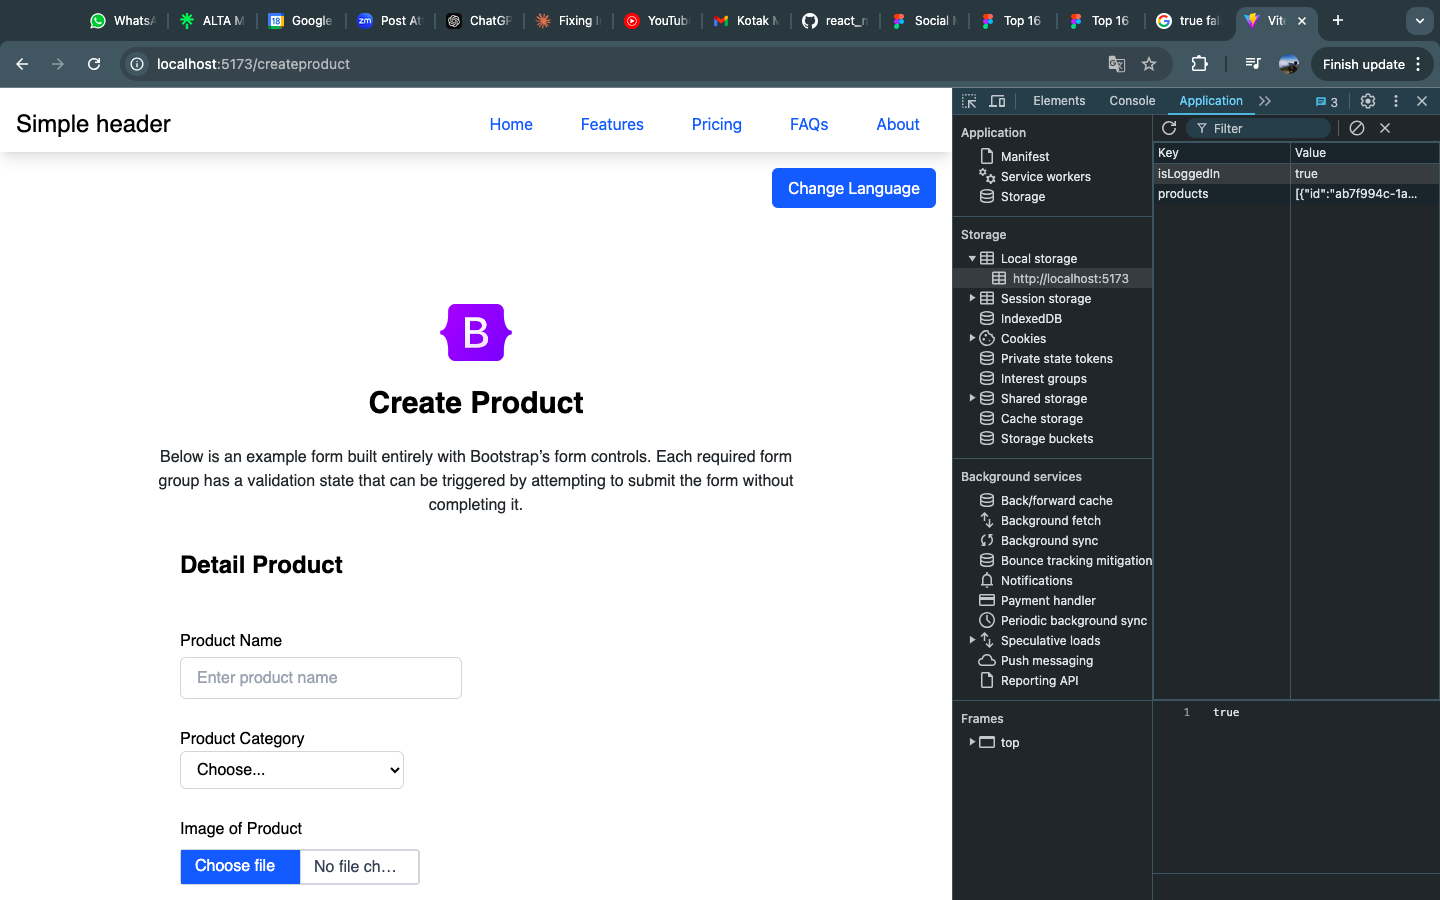 WhatsA
ALTA M
Google
Post At
ChatGP
Fixing I
YouTub
Kotak M
react_r
Social M
Top 16
Top 16
true fal
Vite
localhost:5173/createproduct
Finish update
Simple header
Home
Features
Pricing
FAQs
About
Change Language
B
Create Product
Below is an example form built entirely with Bootstrap’s form controls. Each required form
group has a validation state that can be triggered by attempting to submit the form without
completing it.
Detail Product
Product Name
Enter product name
Product Category
Choose...
Image of Product
Choose file
No file ch…
Elements
Console
Application
3
Application
Manifest
Service workers
Storage
Storage
Local storage
http://localhost:5173
Session storage
IndexedDB
Cookies
Private state tokens
Interest groups
Shared storage
Cache storage
Storage buckets
Background services
Back/forward cache
Background fetch
Background sync
Bounce tracking mitigation
Notifications
Payment handler
Periodic background sync
Speculative loads
Push messaging
Reporting API
Frames
top
Filter
Key
Value
isLoggedIn
true
products
[{"id":"ab7f994c-1a...
1 true